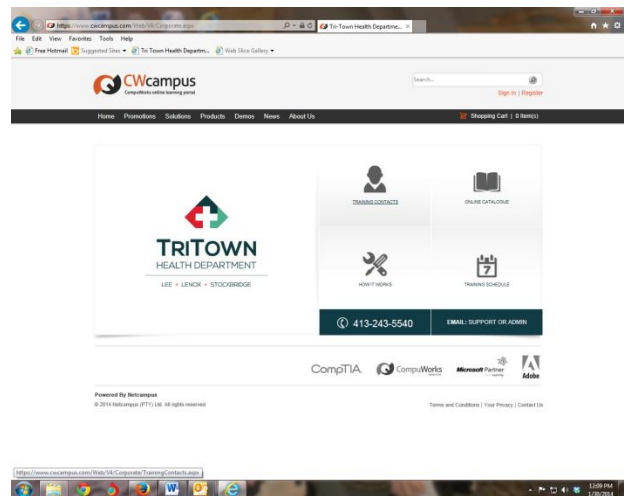 https://www.cwcampus.com/Web/V4/Corporate.aspx
Tri-Town Health Departme...
File Edit View Favorites Tools Help
Free Hotmail Suggested Sites Tri Town Health Departm... Web Slice Gallery
CWcampus
CompuWorks online learning portal
Search...
Sign In | Register
Home Promotions Solutions Products Demos News About Us
Shopping Cart | 0 Item(s)
TRITOWN
HEALTH DEPARTMENT
LEE • LENOX • STOCKBRIDGE
TRAINING CONTACTS
ONLINE CATALOGUE
HOW IT WORKS
TRAINING SCHEDULE
7
413-243-5540
EMAIL: SUPPORT OR ADMIN
CompTIA
CompuWorks
Microsoft Partner
Adobe
Powered By Netcampus
© 2014 Netcampus (PTY) Ltd. All rights reserved
Terms and Conditions | Your Privacy | Contact Us
https://www.cwcampus.com/Web/V4/Corporate/TrainingContacts.aspx
12:09 PM
1/30/2014